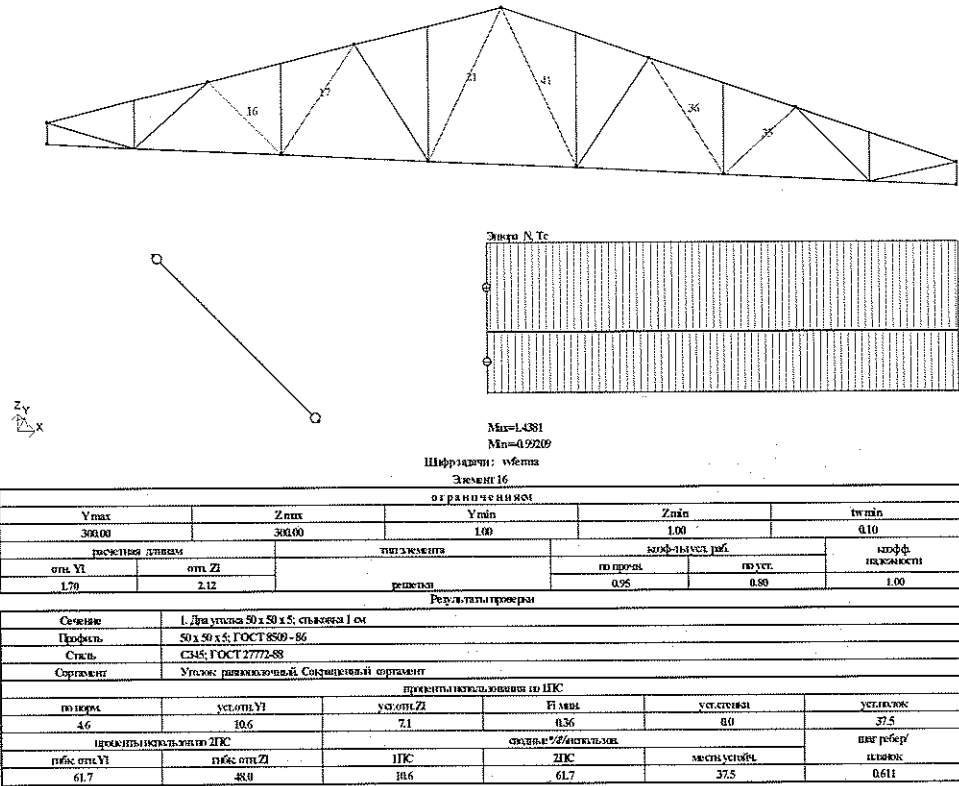 16
17
21
41
36
35
Эпюра N, Тс
Z
Y
X
Max=1.4381
Min=-0.99209
Шифр задачи: wferma
Элемент 16
ограничения см
Ymax Zmax Ymin Zmin twmin
300.00 300.00 1.00 1.00 0.10
расчетная длина м тип элемента коэф-ты усл. раб. коэфф. надежности
отн. Y1 отн. Z1 решетки по прочн. по уст.
1.70 2.12 0.95 0.80 1.00
Результаты проверки
Сечение 1. Два уголка 50 x 50 x 5; стыковка 1 см
Профиль 50 x 50 x 5; ГОСТ 8509 - 86
Сталь С345; ГОСТ 27772-88
Сортамент Уголок равнополочный. Сокращенный сортамент
проценты использования по 1ПС
по норм. уст.отн.Y1 уст.отн.Z1 Fi мин. уст.стенки уст.полок
4.6 10.6 7.1 0.36 0.0 37.5
проценты использов по 2ПС сводные % использов. шаг ребер/
гибк. отн.Y1 гибк. отн.Z1 1ПС 2ПС местн.устойч. планок
61.7 48.0 10.6 61.7 37.5 0.611